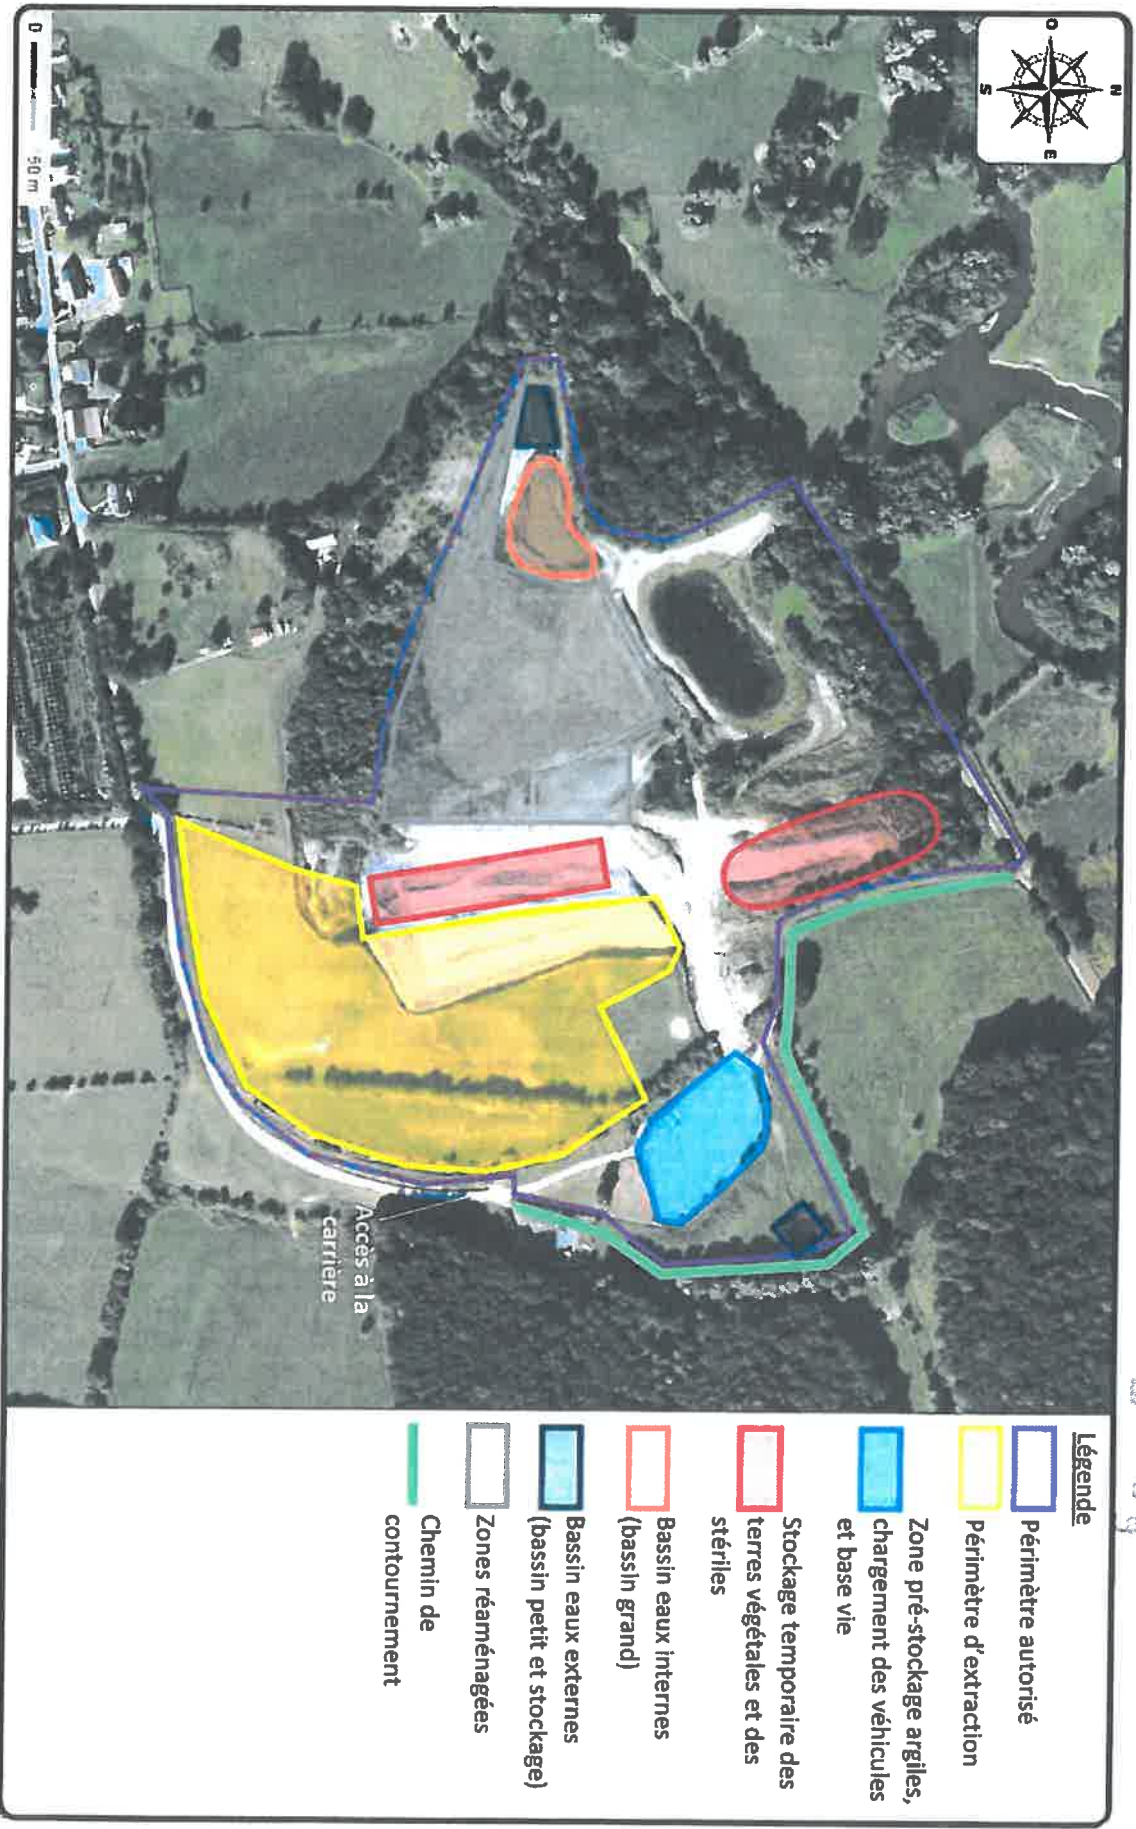 N
O
E
S
0
50 m
Accès à la
carrière
Légende
Périmètre autorisé
Périmètre d'extraction
Zone pré-stockage argiles,
chargement des véhicules
et base vie
Stockage temporaire des
terres végétales et des
stériles
Bassin eaux internes
(bassin grand)
Bassin eaux externes
(bassin petit et stockage)
Zones réaménagées
Chemin de
contournement